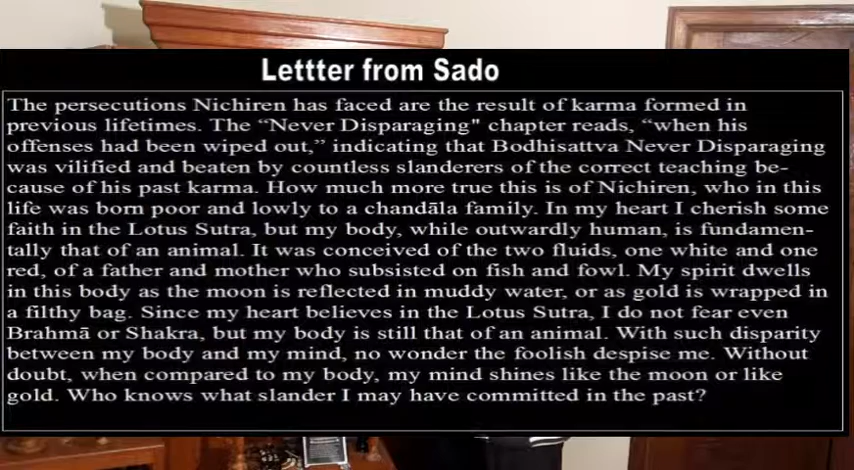 Lettter from Sado
The persecutions Nichiren has faced are the result of karma formed in
previous lifetimes. The “Never Disparaging" chapter reads, “when his
offenses had been wiped out,” indicating that Bodhisattva Never Disparaging
was vilified and beaten by countless slanderers of the correct teaching be-
cause of his past karma. How much more true this is of Nichiren, who in this
life was born poor and lowly to a chandāla family. In my heart I cherish some
faith in the Lotus Sutra, but my body, while outwardly human, is fundamen-
tally that of an animal. It was conceived of the two fluids, one white and one
red, of a father and mother who subsisted on fish and fowl. My spirit dwells
in this body as the moon is reflected in muddy water, or as gold is wrapped in
a filthy bag. Since my heart believes in the Lotus Sutra, I do not fear even
Brahmā or Shakra, but my body is still that of an animal. With such disparity
between my body and my mind, no wonder the foolish despise me. Without
doubt, when compared to my body, my mind shines like the moon or like
gold. Who knows what slander I may have committed in the past?